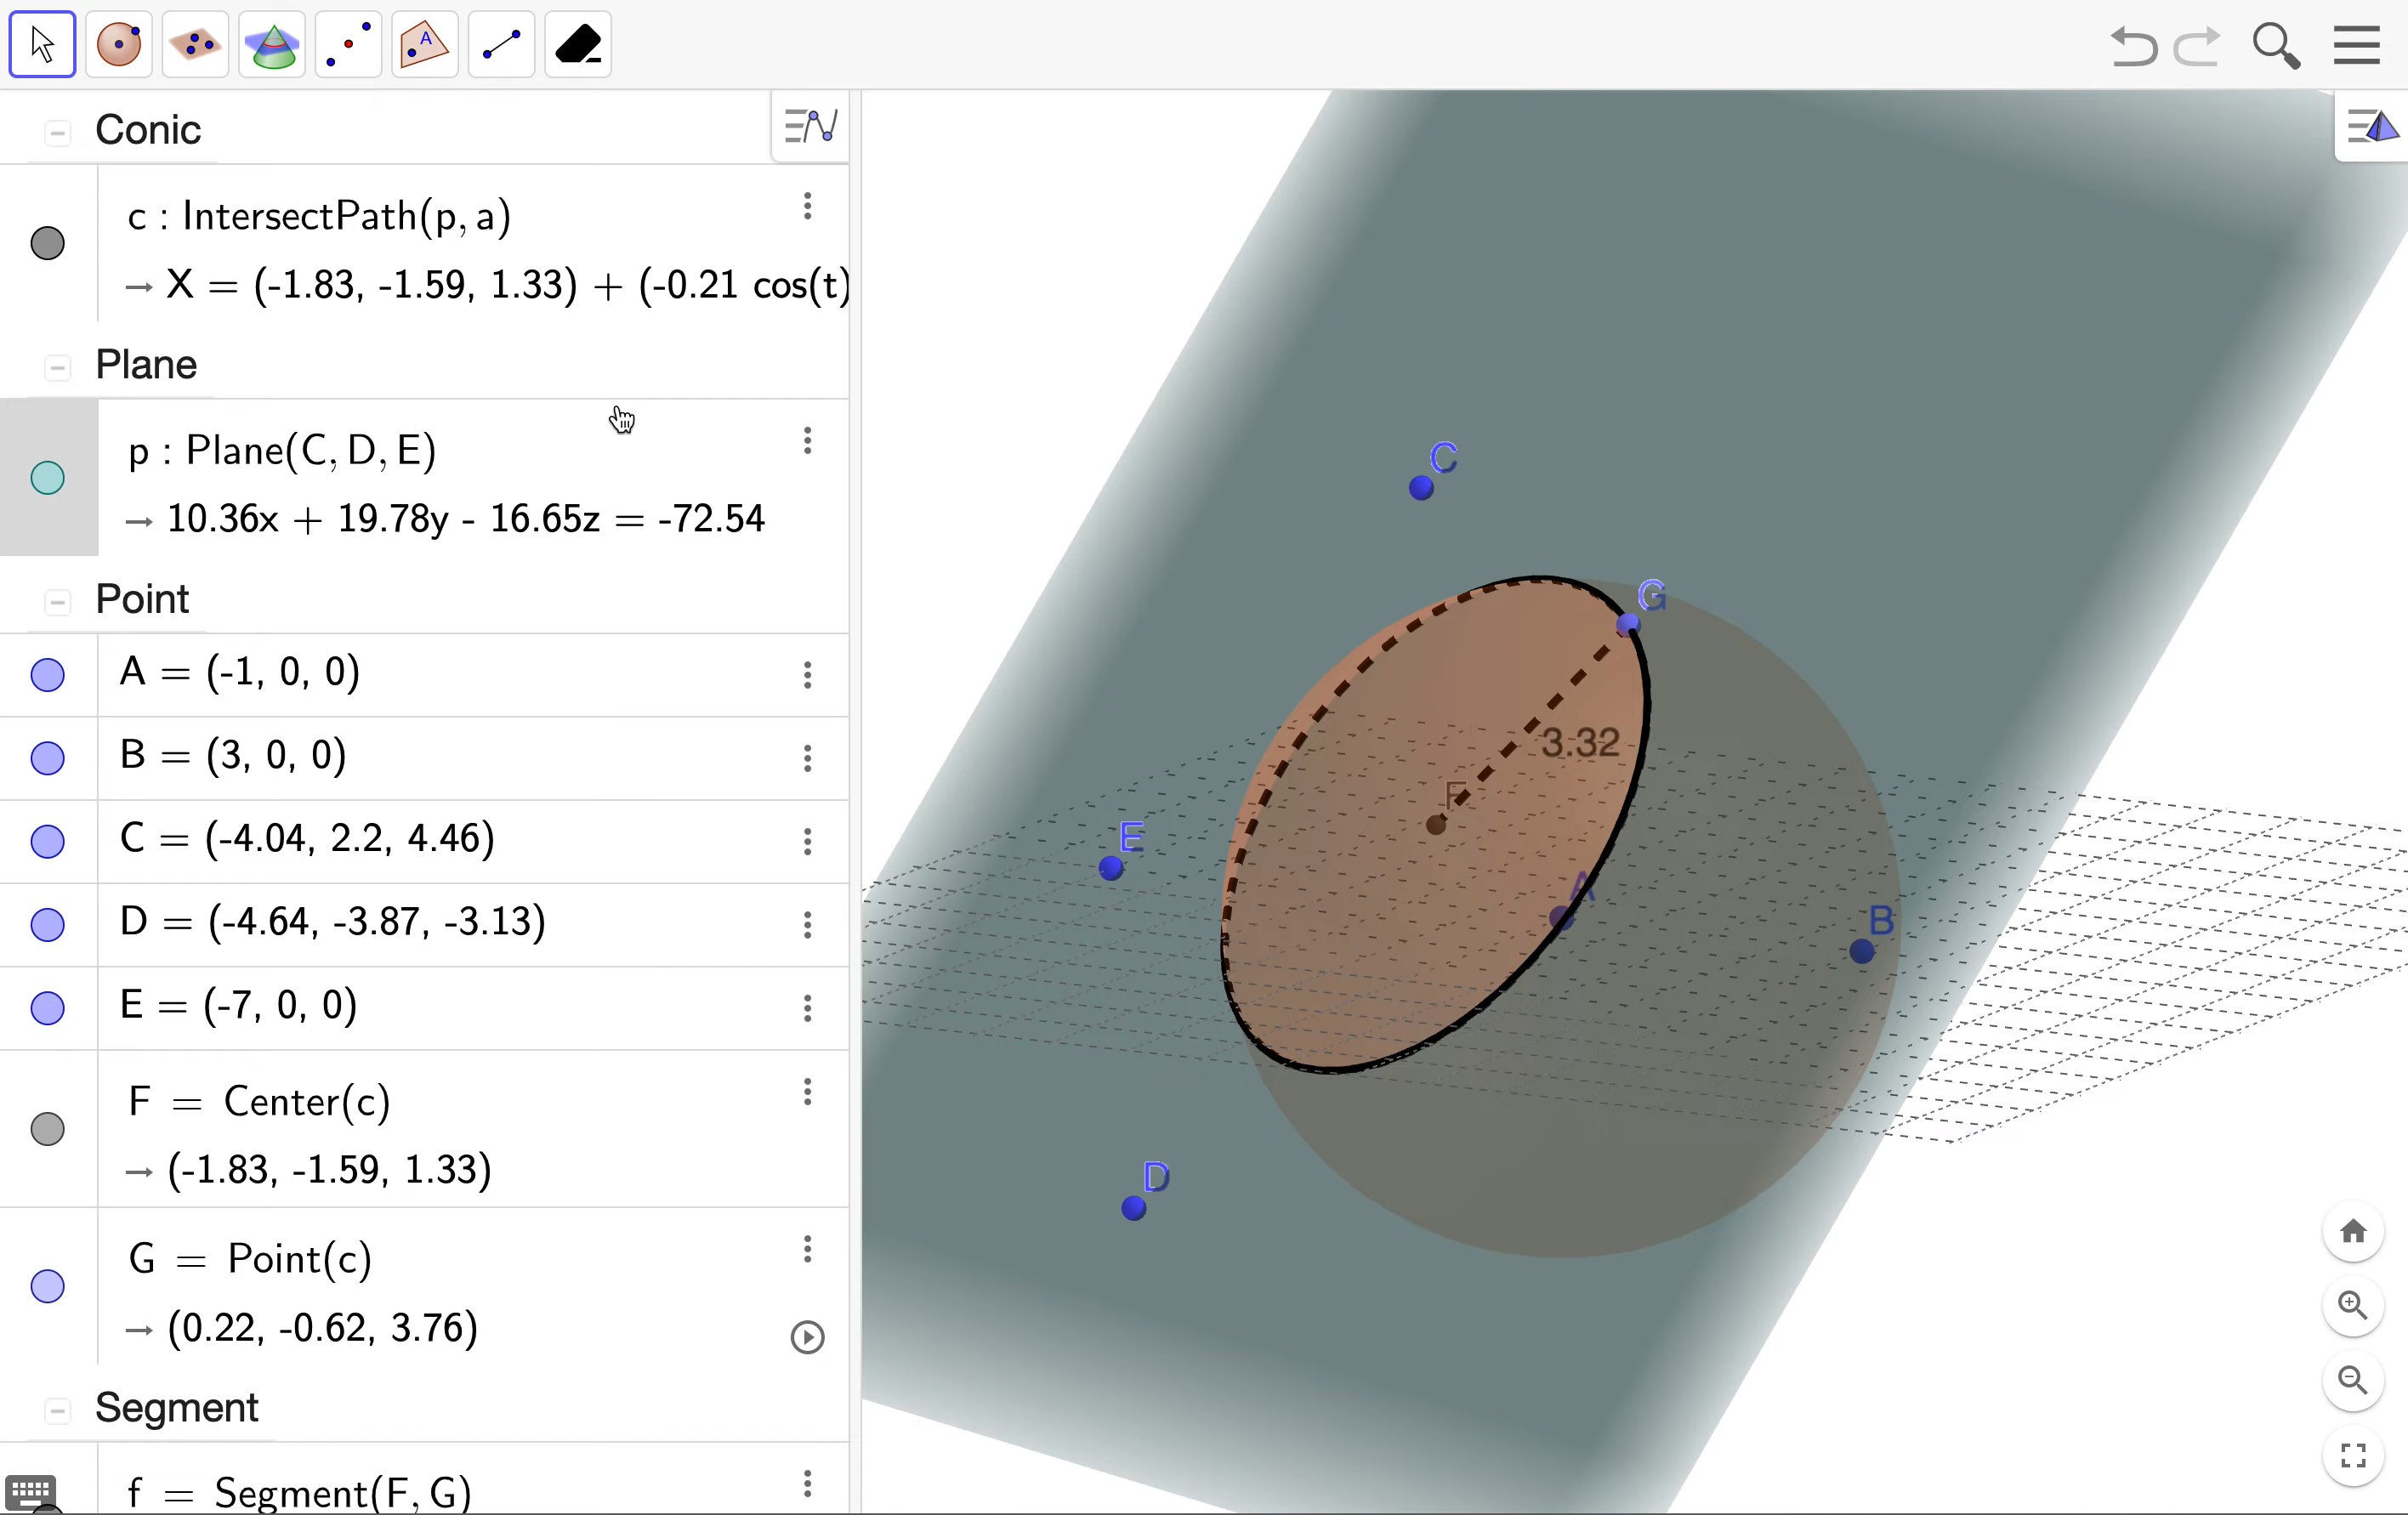 A
Conic
c : IntersectPath(p, a)
→ X = (-1.83, -1.59, 1.33) + (-0.21 cos(t)
Plane
p : Plane(C, D, E)
→ 10.36x + 19.78y - 16.65z = -72.54
Point
A = (-1, 0, 0)
B = (3, 0, 0)
C = (-4.04, 2.2, 4.46)
D = (-4.64, -3.87, -3.13)
E = (-7, 0, 0)
F = Center(c)
→ (-1.83, -1.59, 1.33)
G = Point(c)
→ (0.22, -0.62, 3.76)
Segment
f = Segment(F, G)
C
G
3.32
F
E
A
B
D